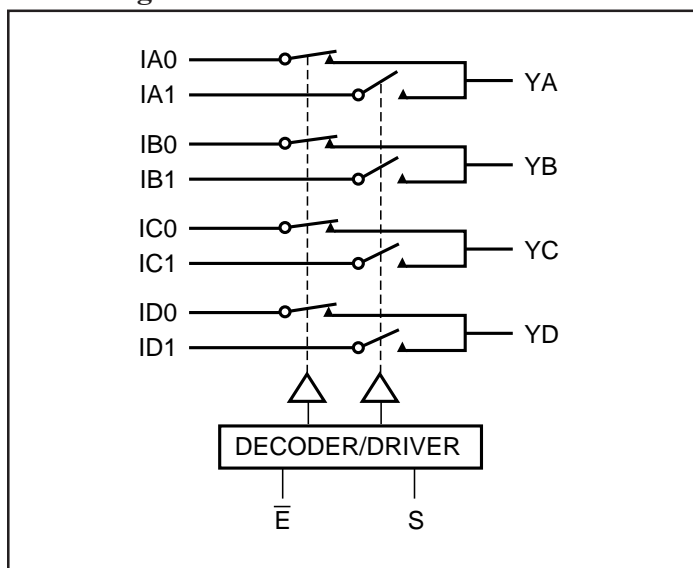 IA0
IA1
YA
IB0
IB1
YB
IC0
IC1
YC
ID0
ID1
YD
DECODER/DRIVER
E̅
S